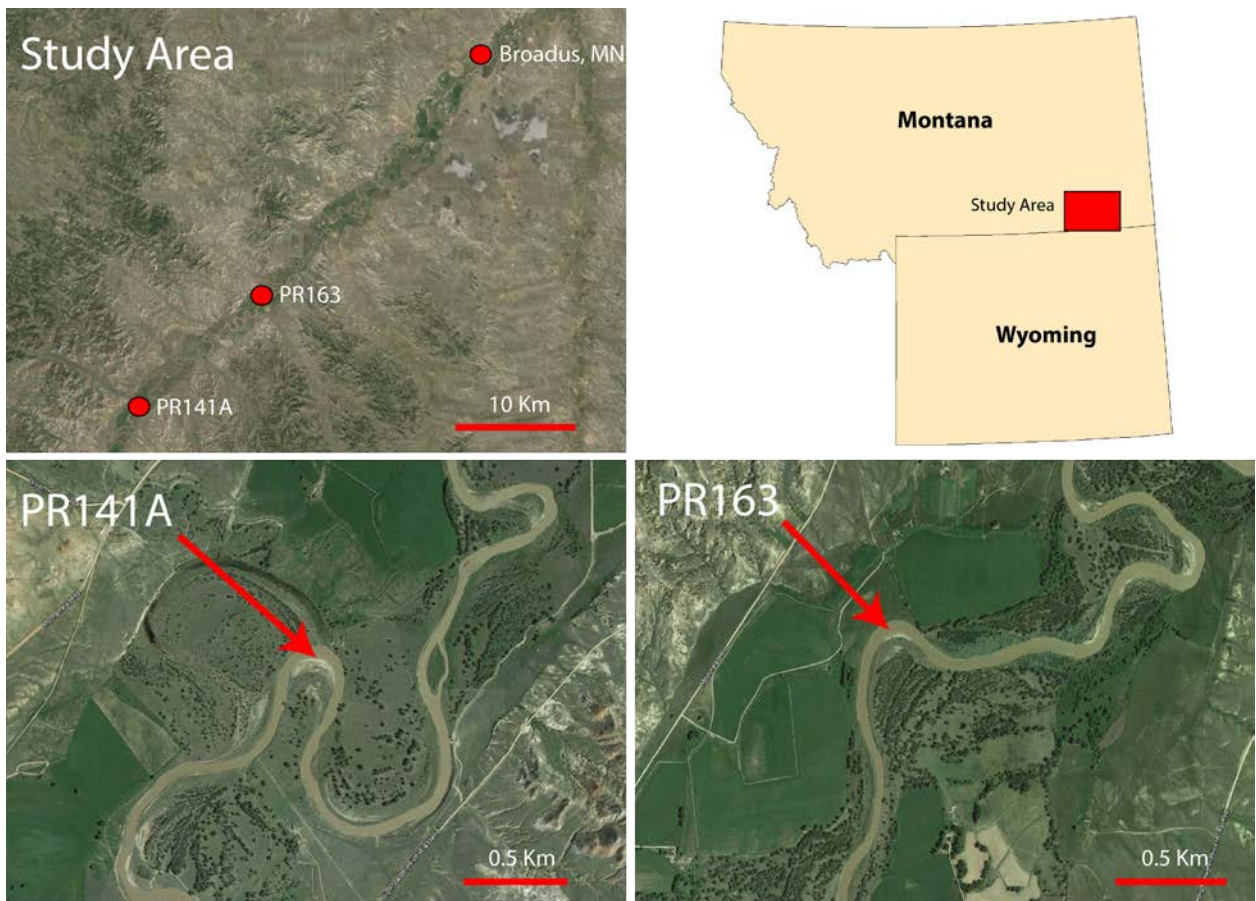 Study Area
Broadus, MN
PR163
PR141A
10 Km
Montana
Study Area
Wyoming
PR141A
0.5 Km
PR163
0.5 Km